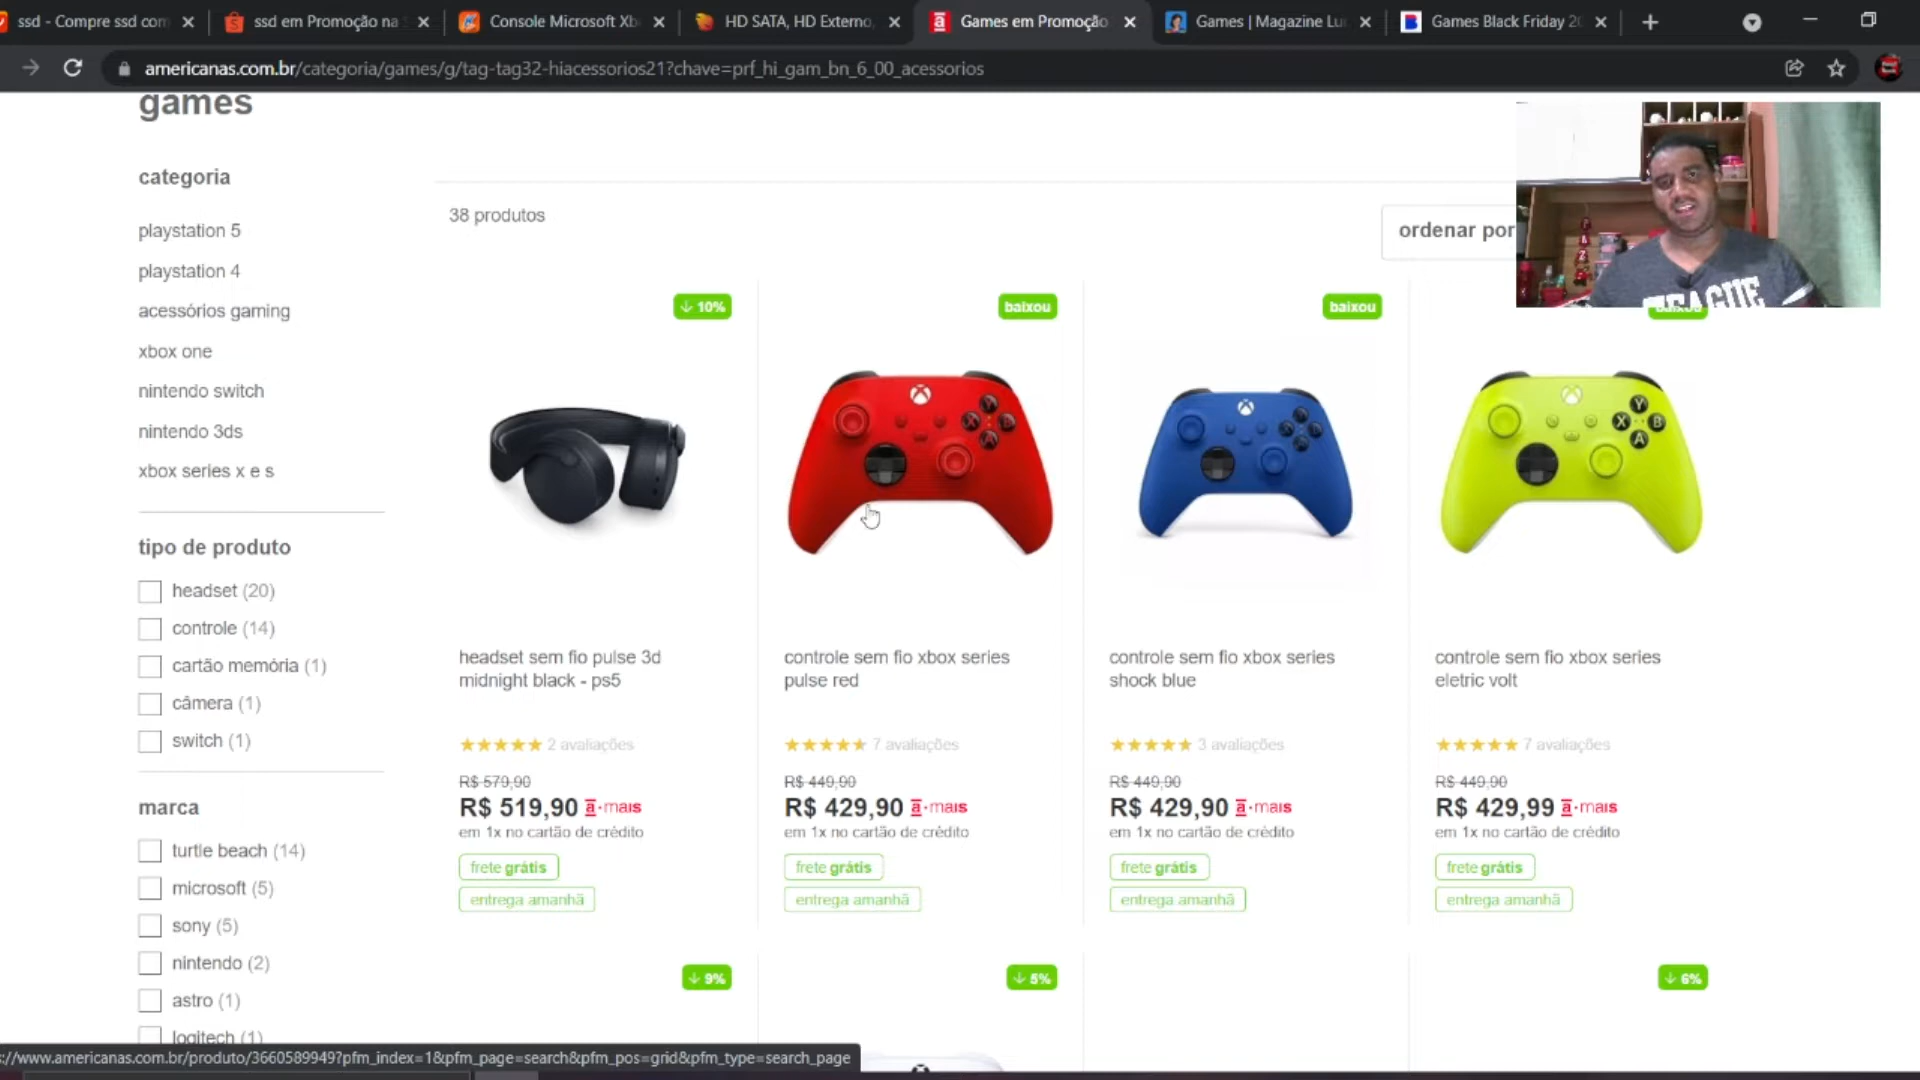 ssd - Compre ssd com
ssd em Promoção na S
Console Microsoft Xb
HD SATA, HD Externo,
Games em Promoção
Games | Magazine Lui
Games Black Friday 20
americanas.com.br/categoria/games/g/tag-tag32-hiacessorios21?chave=prf_hi_gam_bn_6_00_acessorios
games
categoria
playstation 5
playstation 4
acessórios gaming
xbox one
nintendo switch
nintendo 3ds
xbox series x e s
tipo de produto
headset (20)
controle (14)
cartão memória (1)
câmera (1)
switch (1)
marca
turtle beach (14)
microsoft (5)
sony (5)
nintendo (2)
astro (1)
logitech (1)
38 produtos
ordenar por
10%
baixou
baixou
baixou
headset sem fio pulse 3d
midnight black - ps5
2 avaliações
R$ 579,90
R$ 519,90 a·mais
em 1x no cartão de crédito
frete grátis
entrega amanhã
controle sem fio xbox series
pulse red
7 avaliações
R$ 449,90
R$ 429,90 a·mais
em 1x no cartão de crédito
frete grátis
entrega amanhã
controle sem fio xbox series
shock blue
3 avaliações
R$ 449,90
R$ 429,90 a·mais
em 1x no cartão de crédito
frete grátis
entrega amanhã
controle sem fio xbox series
eletric volt
7 avaliações
R$ 449,90
R$ 429,99 a·mais
em 1x no cartão de crédito
frete grátis
entrega amanhã
9%
5%
6%
://www.americanas.com.br/produto/3660589949?pfm_index=1&pfm_page=search&pfm_pos=grid&pfm_type=search_page